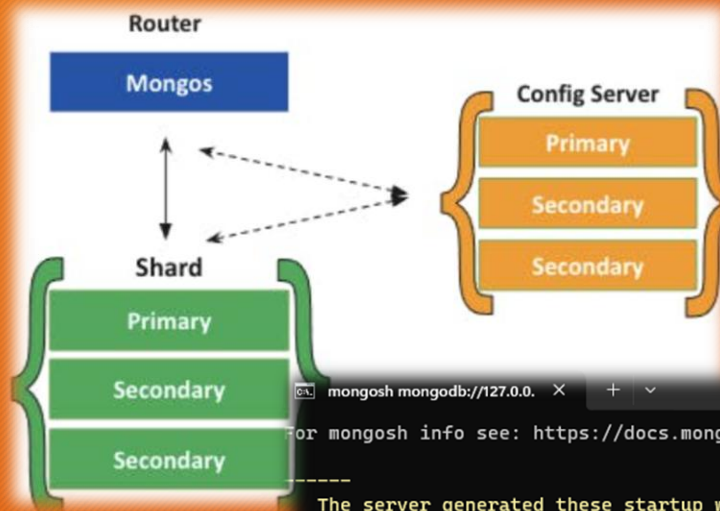 Router
Mongos
Config Server
Primary
Secondary
Secondary
Shard
Primary
Secondary
Secondary
mongosh mongodb://127.0.0.
For mongosh info see: https://docs.mong
------
The server generated these startup w